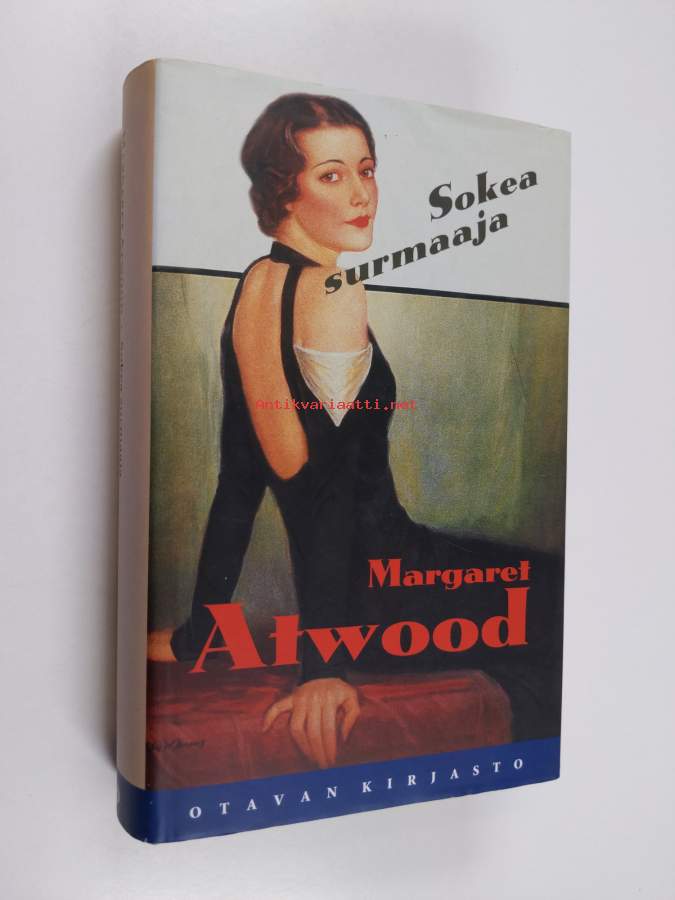 Sokea
surmaaja
Antikvariaatti.net
Margaret
Atwood
OTAVAN KIRJASTO